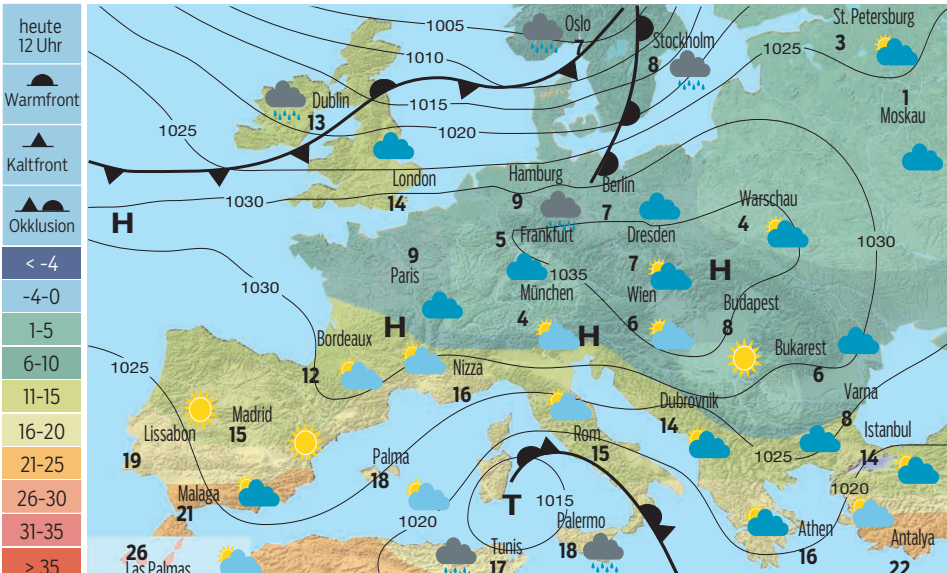 heute
12 Uhr
Warmfront
Kaltfront
Okklusion
< -4
-4-0
1-5
6-10
11-15
16-20
21-25
26-30
31-35
> 35
1005
1010
1015
1020
1025
1030
H
1030
1025
Oslo
7
Stockholm
8
St. Petersburg
3
1025
1
Moskau
Dublin
13
London
14
Hamburg
9
Berlin
7
Warschau
4
1030
5
Frankfurt
Dresden
7
9
Paris
1035
München
4
Wien
6
H
Budapest
8
H
H
Bordeaux
12
Nizza
16
Bukarest
6
Varna
8
Dubrovnik
14
Istanbul
14
Madrid
15
Lissabon
19
Palma
18
Rom
15
1025
1020
Malaga
21
1020
T
1015
Palermo
18
Tunis
17
Athen
16
Antalya
22
26
Las Palmas